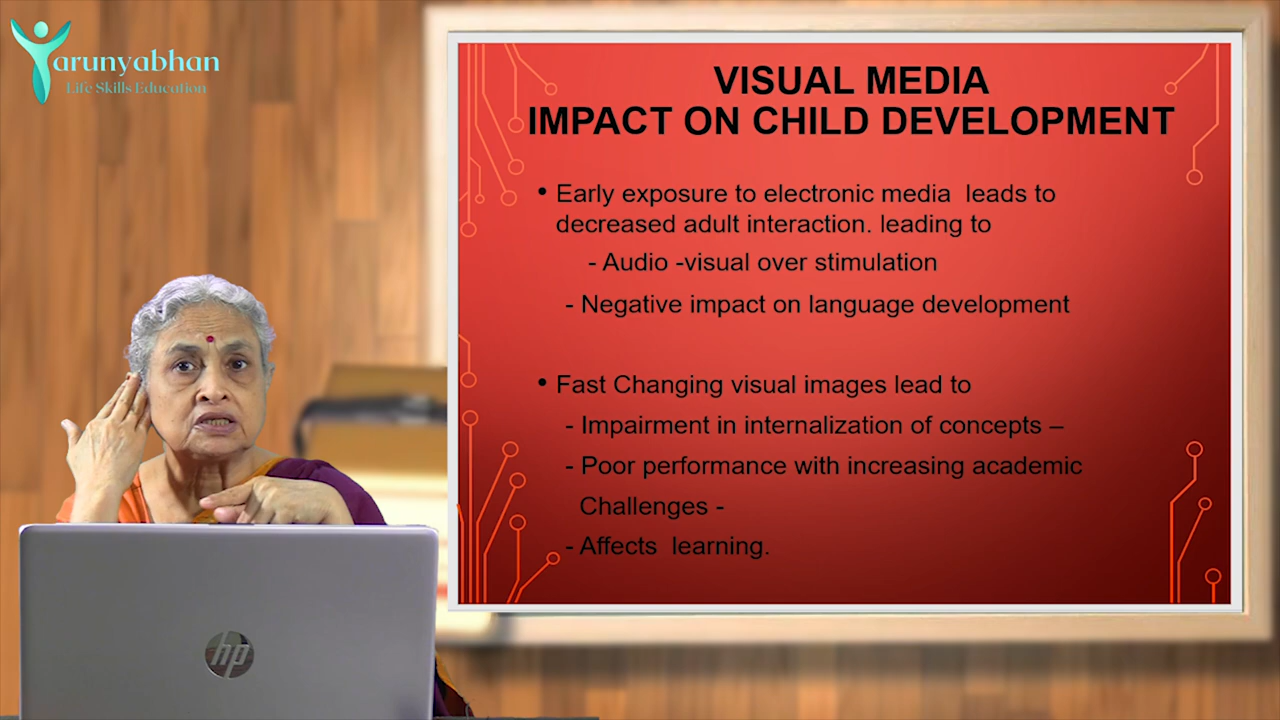 Yarunyabhan
Life Skills Education
VISUAL MEDIA
IMPACT ON CHILD DEVELOPMENT
• Early exposure to electronic media leads to
decreased adult interaction. leading to
- Audio -visual over stimulation
- Negative impact on language development
• Fast Changing visual images lead to
- Impairment in internalization of concepts –
- Poor performance with increasing academic
Challenges -
- Affects learning.
hp